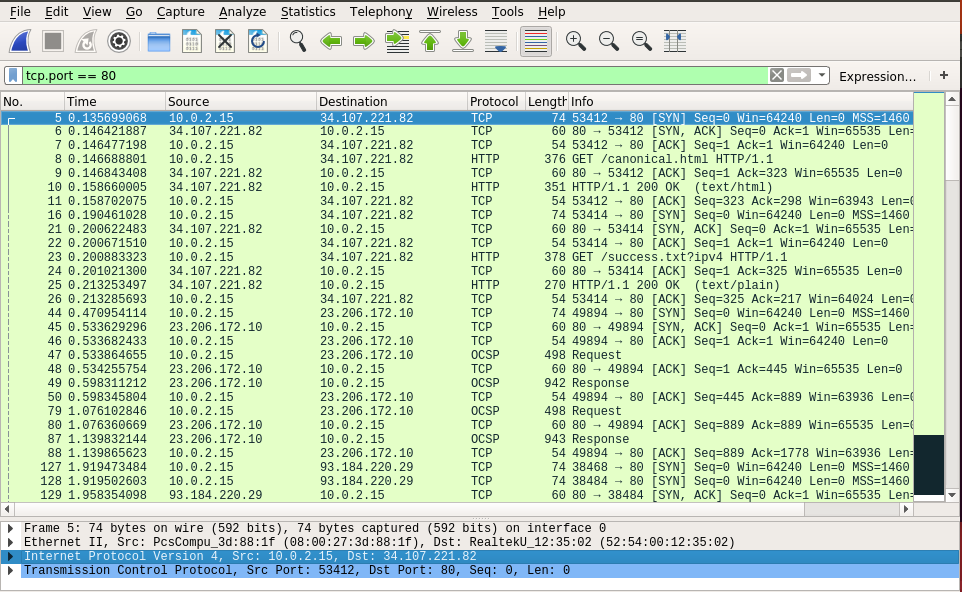 File Edit View Go Capture Analyze Statistics Telephony Wireless Tools Help
tcp.port == 80 Expression... +
No. Time Source Destination Protocol Length Info
5 0.135699068 10.0.2.15 34.107.221.82 TCP 74 53412 → 80 [SYN] Seq=0 Win=64240 Len=0 MSS=1460
6 0.146421887 34.107.221.82 10.0.2.15 TCP 60 80 → 53412 [SYN, ACK] Seq=0 Ack=1 Win=65535 Len=
7 0.146477198 10.0.2.15 34.107.221.82 TCP 54 53412 → 80 [ACK] Seq=1 Ack=1 Win=64240 Len=0
8 0.146688801 10.0.2.15 34.107.221.82 HTTP 376 GET /canonical.html HTTP/1.1
9 0.146843408 34.107.221.82 10.0.2.15 TCP 60 80 → 53412 [ACK] Seq=1 Ack=323 Win=65535 Len=0
10 0.158660005 34.107.221.82 10.0.2.15 HTTP 351 HTTP/1.1 200 OK (text/html)
11 0.158702075 10.0.2.15 34.107.221.82 TCP 54 53412 → 80 [ACK] Seq=323 Ack=298 Win=63943 Len=0
16 0.190461028 10.0.2.15 34.107.221.82 TCP 74 53414 → 80 [SYN] Seq=0 Win=64240 Len=0 MSS=1460
21 0.200622483 34.107.221.82 10.0.2.15 TCP 60 80 → 53414 [SYN, ACK] Seq=0 Ack=1 Win=65535 Len=
22 0.200671510 10.0.2.15 34.107.221.82 TCP 54 53414 → 80 [ACK] Seq=1 Ack=1 Win=64240 Len=0
23 0.200883323 10.0.2.15 34.107.221.82 HTTP 378 GET /success.txt?ipv4 HTTP/1.1
24 0.201021300 34.107.221.82 10.0.2.15 TCP 60 80 → 53414 [ACK] Seq=1 Ack=325 Win=65535 Len=0
25 0.213253497 34.107.221.82 10.0.2.15 HTTP 270 HTTP/1.1 200 OK (text/plain)
26 0.213285693 10.0.2.15 34.107.221.82 TCP 54 53414 → 80 [ACK] Seq=325 Ack=217 Win=64024 Len=0
44 0.470954114 10.0.2.15 23.206.172.10 TCP 74 49894 → 80 [SYN] Seq=0 Win=64240 Len=0 MSS=1460
45 0.533629296 23.206.172.10 10.0.2.15 TCP 60 80 → 49894 [SYN, ACK] Seq=0 Ack=1 Win=65535 Len=
46 0.533682433 10.0.2.15 23.206.172.10 TCP 54 49894 → 80 [ACK] Seq=1 Ack=1 Win=64240 Len=0
47 0.533864655 10.0.2.15 23.206.172.10 OCSP 498 Request
48 0.534255754 23.206.172.10 10.0.2.15 TCP 60 80 → 49894 [ACK] Seq=1 Ack=445 Win=65535 Len=0
49 0.598311212 23.206.172.10 10.0.2.15 OCSP 942 Response
50 0.598345804 10.0.2.15 23.206.172.10 TCP 54 49894 → 80 [ACK] Seq=445 Ack=889 Win=63936 Len=0
79 1.076102846 10.0.2.15 23.206.172.10 OCSP 498 Request
80 1.076360669 23.206.172.10 10.0.2.15 TCP 60 80 → 49894 [ACK] Seq=889 Ack=889 Win=65535 Len=0
87 1.139832144 23.206.172.10 10.0.2.15 OCSP 943 Response
88 1.139865623 10.0.2.15 23.206.172.10 TCP 54 49894 → 80 [ACK] Seq=889 Ack=1778 Win=63936 Len=
127 1.919473484 10.0.2.15 93.184.220.29 TCP 74 38468 → 80 [SYN] Seq=0 Win=64240 Len=0 MSS=1460
128 1.919502603 10.0.2.15 93.184.220.29 TCP 74 38484 → 80 [SYN] Seq=0 Win=64240 Len=0 MSS=1460
129 1.958354098 93.184.220.29 10.0.2.15 TCP 60 80 → 38484 [SYN, ACK] Seq=0 Ack=1 Win=65535 Len=
Frame 5: 74 bytes on wire (592 bits), 74 bytes captured (592 bits) on interface 0
Ethernet II, Src: PcsCompu_3d:88:1f (08:00:27:3d:88:1f), Dst: RealtekU_12:35:02 (52:54:00:12:35:02)
Internet Protocol Version 4, Src: 10.0.2.15, Dst: 34.107.221.82
Transmission Control Protocol, Src Port: 53412, Dst Port: 80, Seq: 0, Len: 0